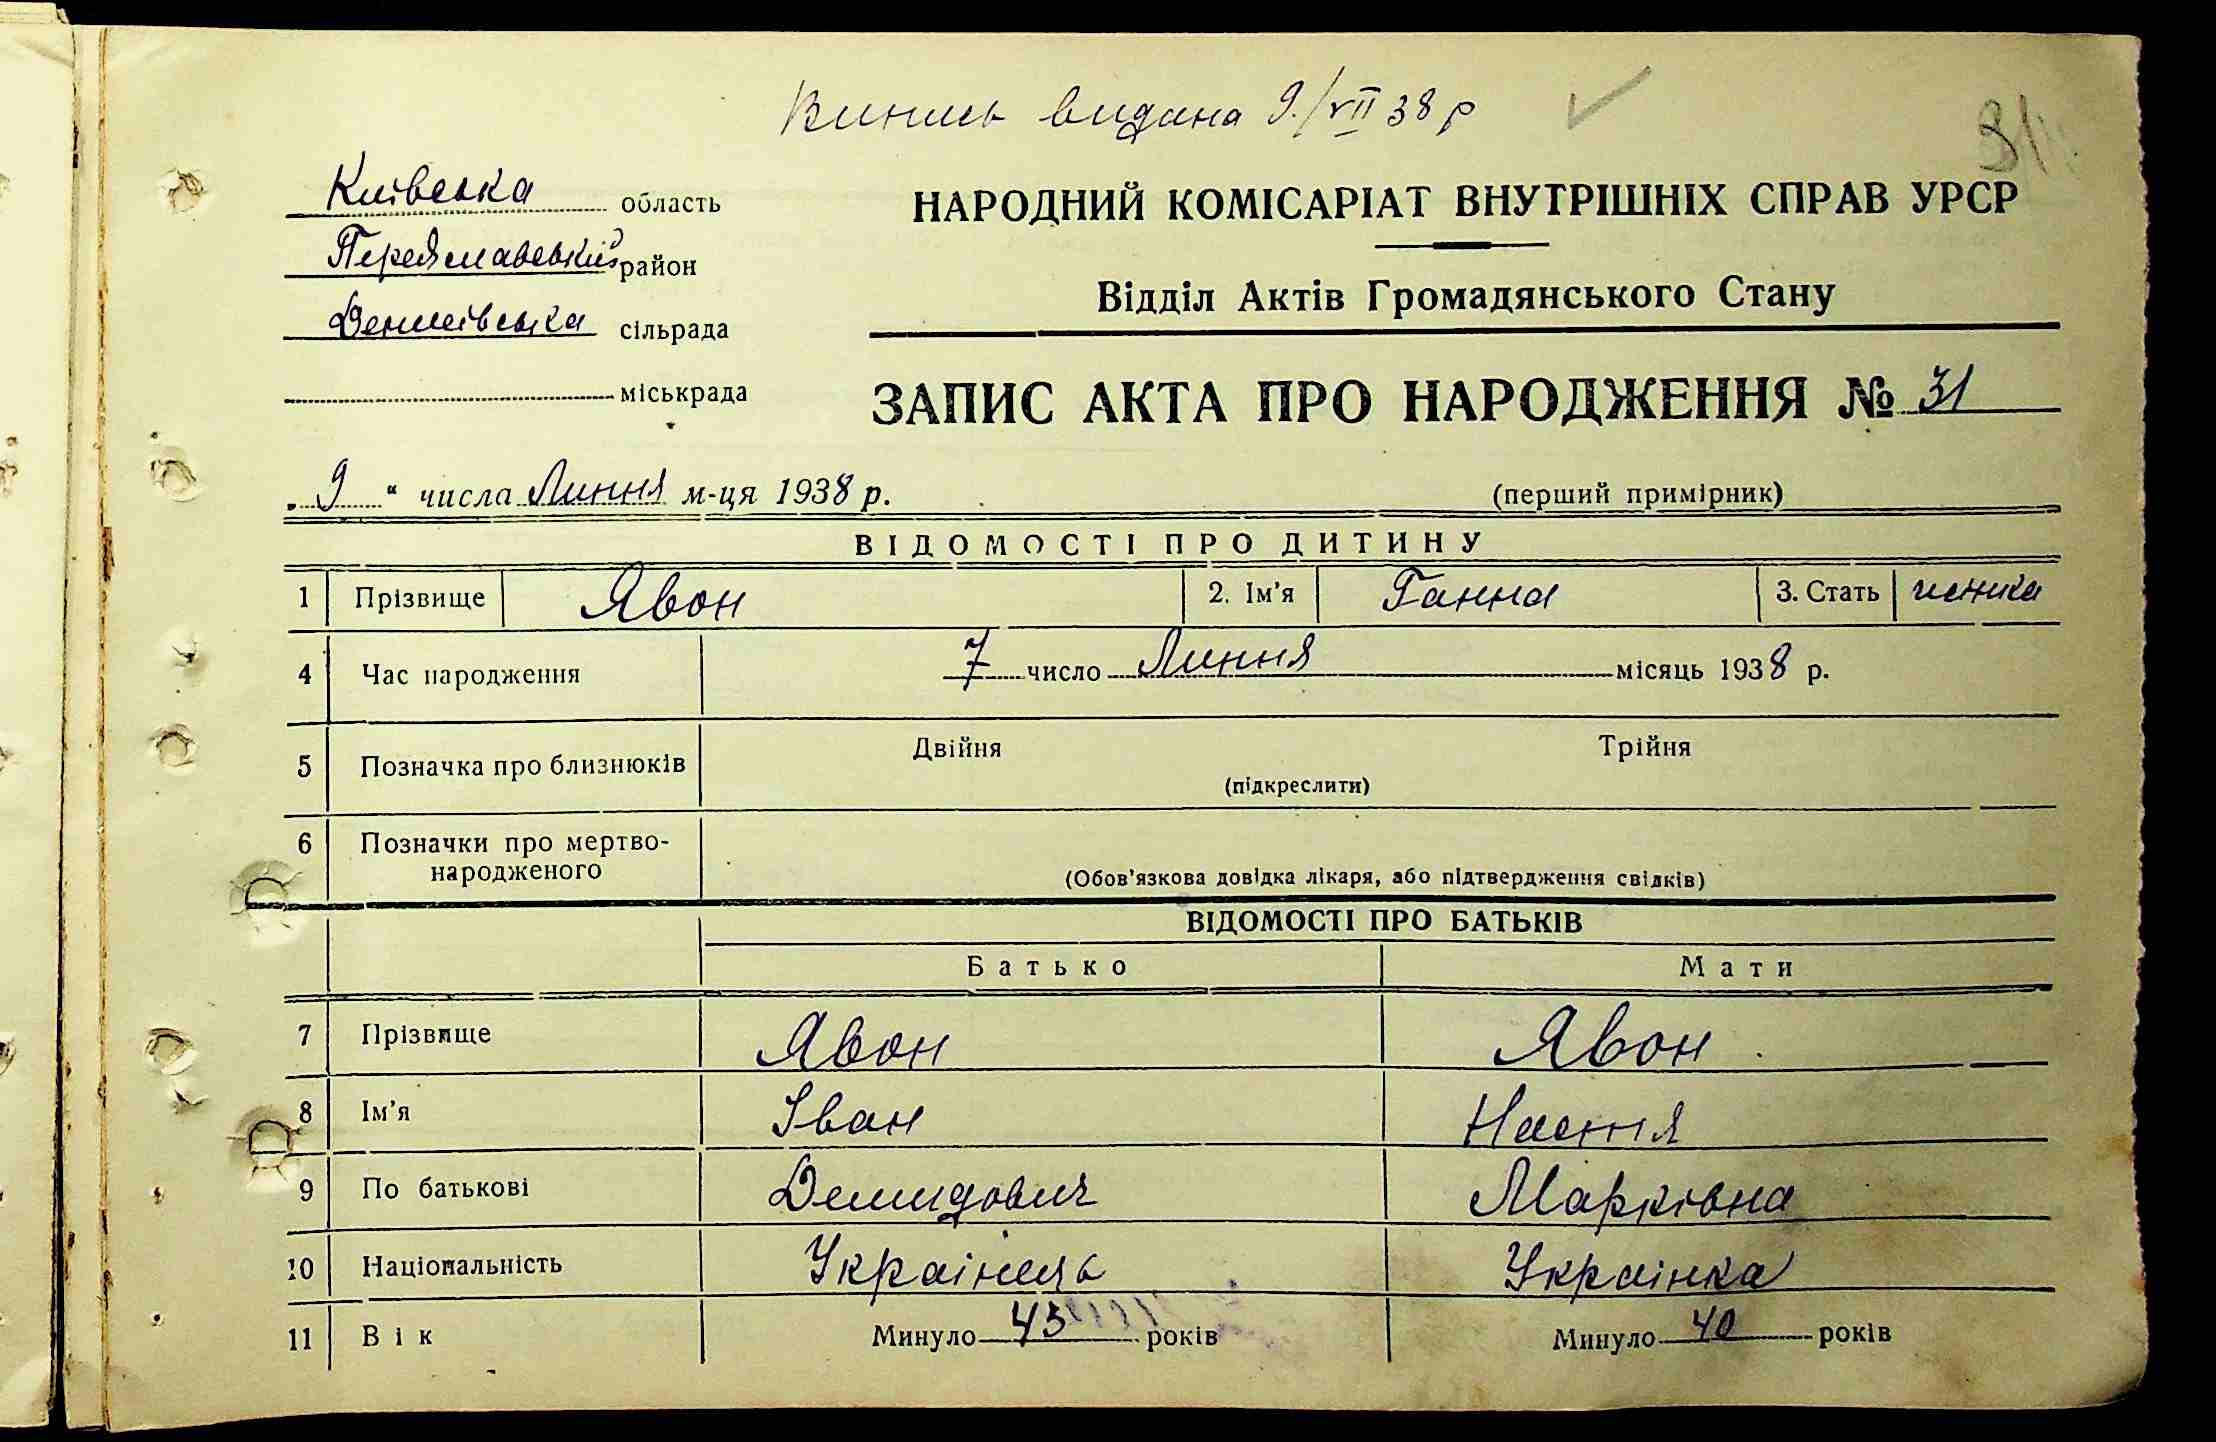 Випись видана 9./VII 38 р
31
Київська область
НАРОДНИЙ КОМІСАРІАТ ВНУТРІШНІХ СПРАВ УРСР
Переяславський район
Відділ Актів Громадянського Стану
Денисівська сільрада
міськрада
ЗАПИС АКТА ПРО НАРОДЖЕННЯ № 31
„ 9 “ числа Липня м-ця 1938 р.
(перший примірник)
ВІДОМОСТІ ПРО ДИТИНУ
1 Прізвище Явон 2. Ім'я Ганна 3. Стать жіноча
4 Час народження 7 число Липня місяць 1938 р.
5 Позначка про близнюків Двійня Трійня
(підкреслити)
6 Позначки про мертво-
народженого
(Обов'язкова довідка лікаря, або підтвердження свідків)
ВІДОМОСТІ ПРО БАТЬКІВ
Батько Мати
7 Прізвище Явон Явон
8 Ім'я Іван Настя
9 По батькові Демидович Марківна
10 Національність Українець Українка
11 Вік Минуло 43 років Минуло 40 років